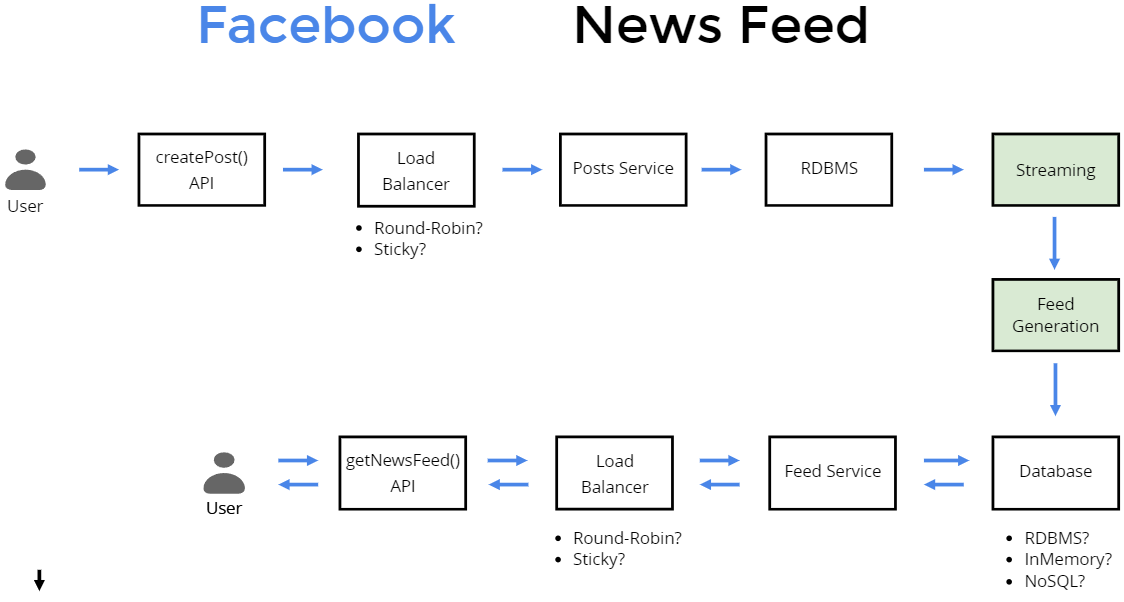 Facebook News Feed
User
createPost()
API
Load
Balancer
• Round-Robin?
• Sticky?
Posts Service
RDBMS
Streaming
Feed
Generation
User
getNewsFeed()
API
Load
Balancer
• Round-Robin?
• Sticky?
Feed Service
Database
• RDBMS?
• InMemory?
• NoSQL?